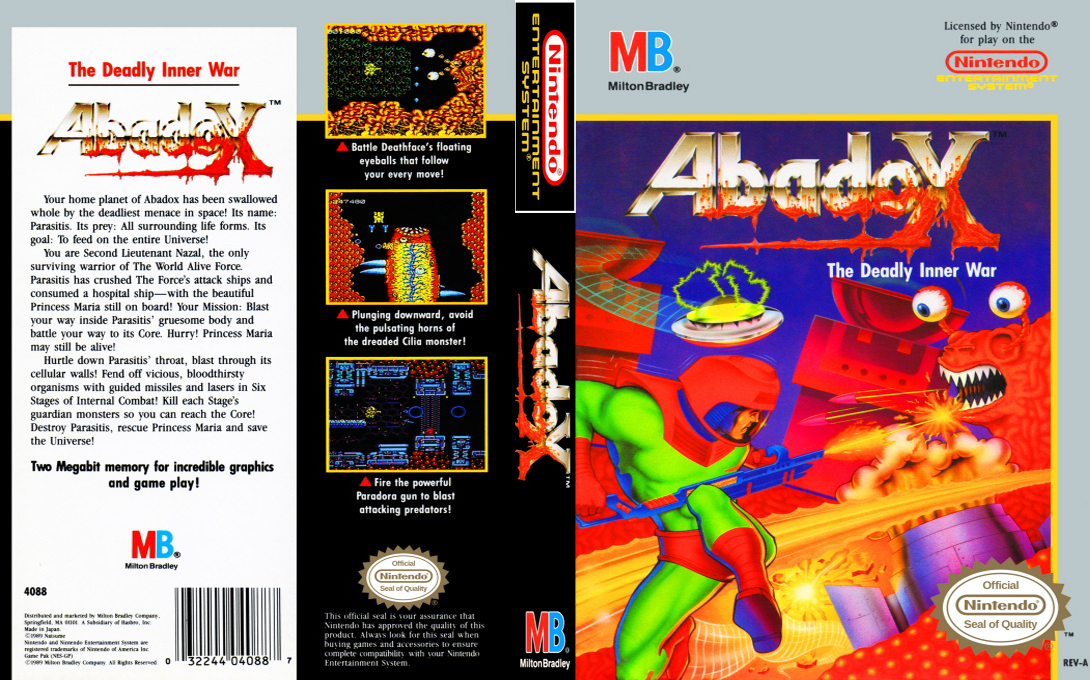 The Deadly Inner War
Abadox™
Your home planet of Abadox has been swallowed
whole by the deadliest menace in space! Its name:
Parasitis. Its prey: All surrounding life forms. Its
goal: To feed on the entire Universe!
You are Second Lieutenant Nazal, the only
surviving warrior of The World Alive Force.
Parasitis has crushed The Force's attack ships and
consumed a hospital ship—with the beautiful
Princess Maria still on board! Your Mission: Blast
your way inside Parasitis' gruesome body and
battle your way to its Core. Hurry! Princess Maria
may still be alive!
Hurtle down Parasitis' throat, blast through its
cellular walls! Fend off vicious, bloodthirsty
organisms with guided missiles and lasers in Six
Stages of Internal Combat! Kill each Stage's
guardian monsters so you can reach the Core!
Destroy Parasitis, rescue Princess Maria and save
the Universe!
Two Megabit memory for incredible graphics
and game play!
MB®
Milton Bradley
4088
Distributed and marketed by Milton Bradley Company,
Springfield, MA 01101. A Subsidiary of Hasbro, Inc.
Made in Japan.
©1989 Natsume
Nintendo and Nintendo Entertainment System are
registered trademarks of Nintendo of America Inc.
Game Pak (NES-GP)
©1989 Milton Bradley Company. All Rights Reserved.
0 32244 04088 7
Battle Deathface's floating
eyeballs that follow
your every move!
347480
Plunging downward, avoid
the pulsating horns of
the dreaded Cilia monster!
Fire the powerful
Paradora gun to blast
attacking predators!
Official
Nintendo®
Seal of Quality
This official seal is your assurance that
Nintendo has approved the quality of this
product. Always look for this seal when
buying games and accessories to ensure
complete compatibility with your Nintendo
Entertainment System.
Nintendo®
ENTERTAINMENT
SYSTEM®
Abadox™
MB
Milton Bradley
MB®
Milton Bradley
Licensed by Nintendo®
for play on the
Nintendo
ENTERTAINMENT
SYSTEM®
Abadox™
The Deadly Inner War
Official
Nintendo®
Seal of Quality
™
REV-A